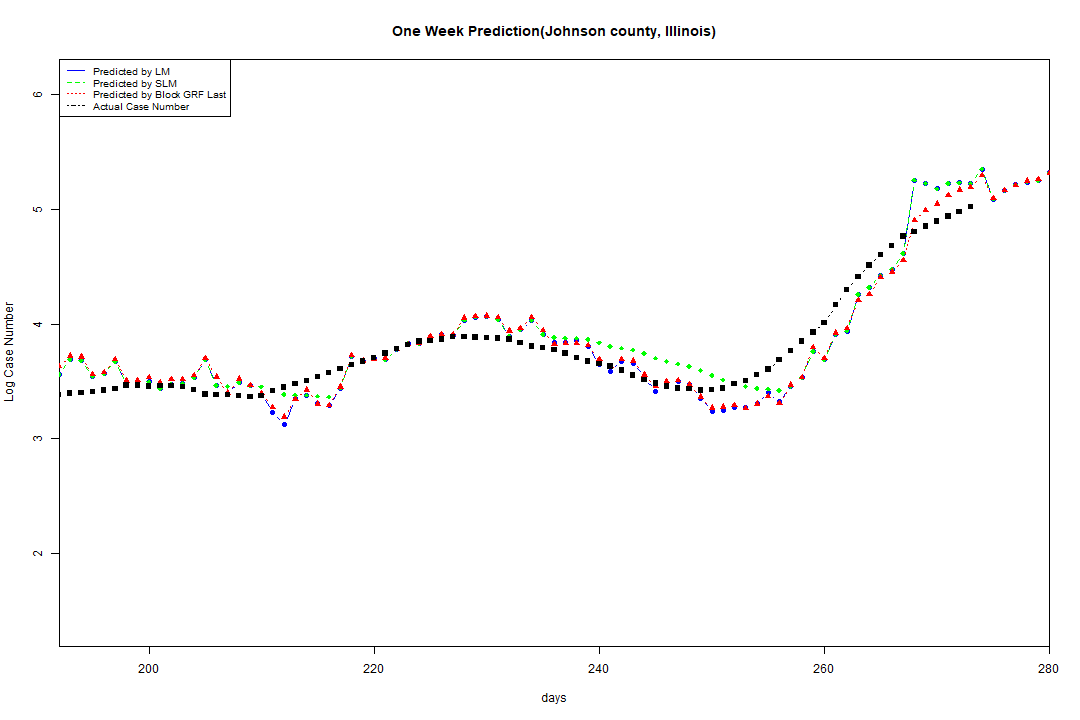 One Week Prediction(Johnson county, Illinois)
Predicted by LM
Predicted by SLM
Predicted by Block GRF Last
Actual Case Number
6
5
4
3
2
Log Case Number
200 220 240 260 280
days